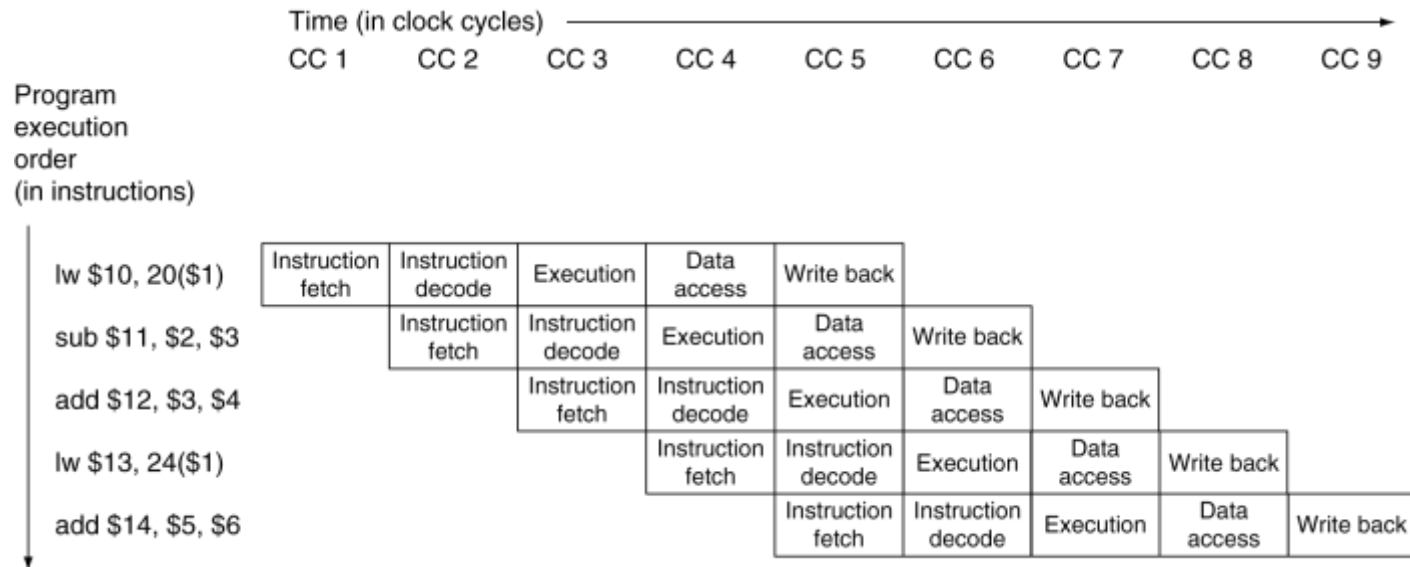 Time (in clock cycles)
CC 1 CC 2 CC 3 CC 4 CC 5 CC 6 CC 7 CC 8 CC 9
Program
execution
order
(in instructions)
lw $10, 20($1) Instruction fetch Instruction decode Execution Data access Write back
sub $11, $2, $3 Instruction fetch Instruction decode Execution Data access Write back
add $12, $3, $4 Instruction fetch Instruction decode Execution Data access Write back
lw $13, 24($1) Instruction fetch Instruction decode Execution Data access Write back
add $14, $5, $6 Instruction fetch Instruction decode Execution Data access Write back